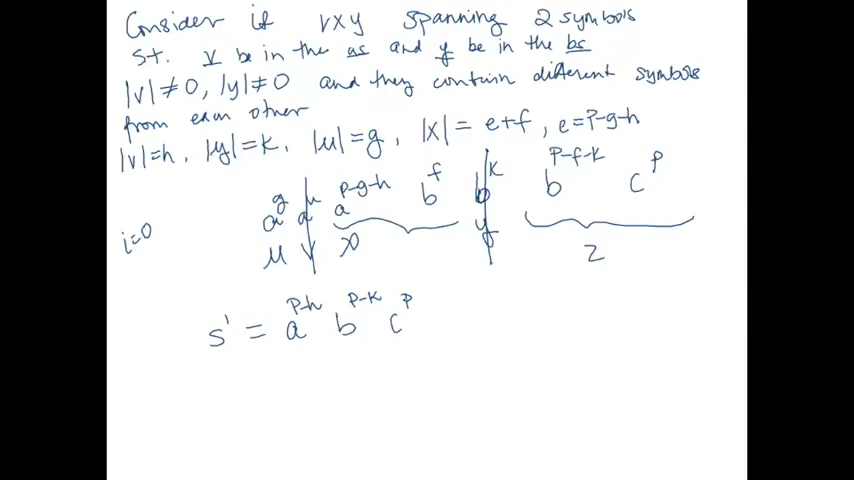 Consider if vxy spanning 2 symbols
st. v be in the as and y be in the bs
|v|≠0, |y|≠0 and they contain different symbols
from each other
|v|=h, |y|=k, |u|=g, |x|=e+f, e=p-g-h
i=0 a^g a^h a^{p-g-h} b^f b^k b^{p-f-k} c^p
u v x y z
s' = a^{p-h} b^{p-k} c^p